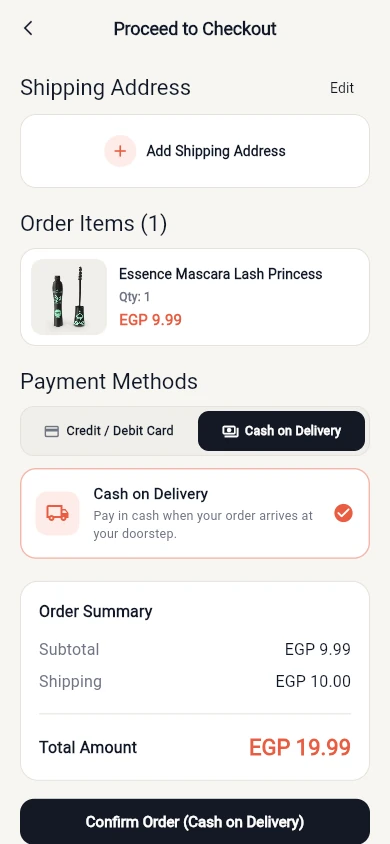 Proceed to Checkout
Shipping Address
Edit
Add Shipping Address
Order Items (1)
Essence Mascara Lash Princess
Qty: 1
EGP 9.99
Payment Methods
Credit / Debit Card
Cash on Delivery
Cash on Delivery
Pay in cash when your order arrives at
your doorstep.
Order Summary
Subtotal
EGP 9.99
Shipping
EGP 10.00
Total Amount
EGP 19.99
Confirm Order (Cash on Delivery)